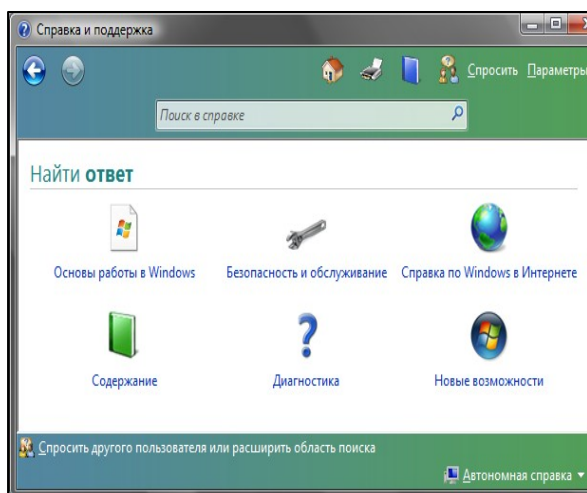 Справка и поддержка
Спросить Параметры
Поиск в справке
Найти ответ
Основы работы в Windows
Безопасность и обслуживание
Справка по Windows в Интернете
Содержание
Диагностика
Новые возможности
Спросить другого пользователя или расширить область поиска
Автономная справка